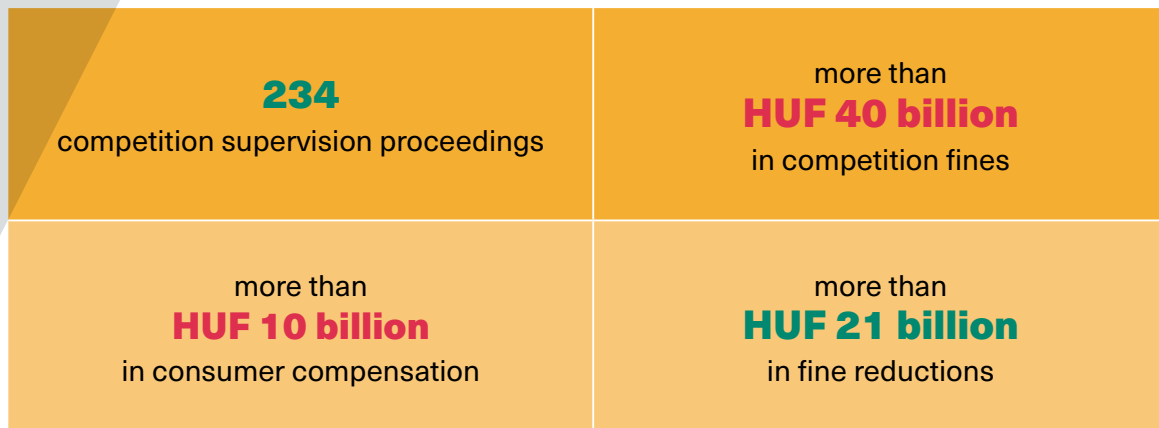 234
competition supervision proceedings
more than
HUF 40 billion
in competition fines
more than
HUF 10 billion
in consumer compensation
more than
HUF 21 billion
in fine reductions